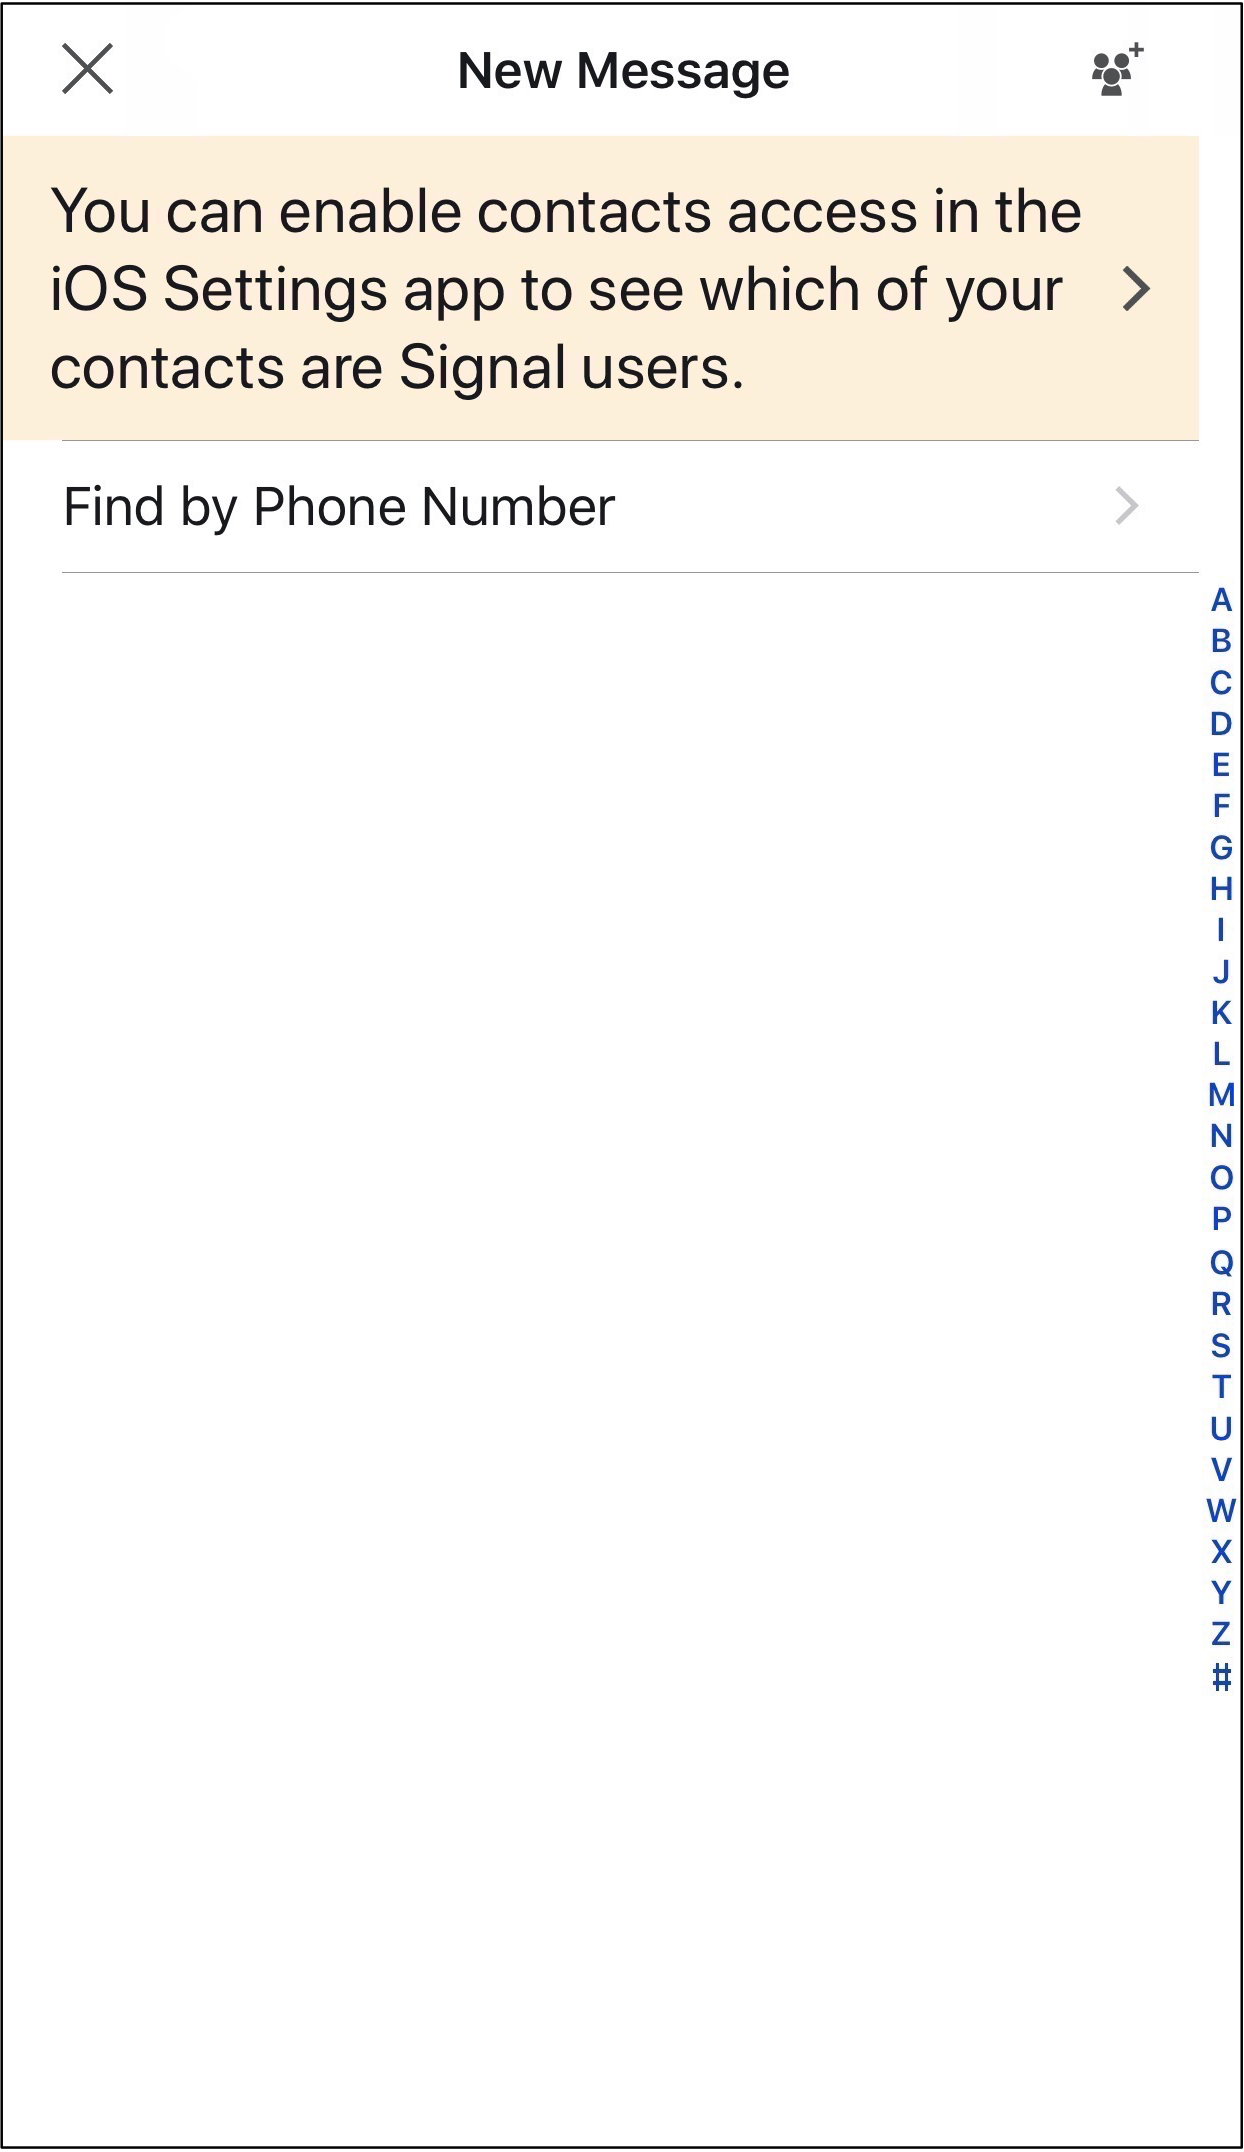 New Message
You can enable contacts access in the
iOS Settings app to see which of your
contacts are Signal users.
Find by Phone Number
A
B
C
D
E
F
G
H
I
J
K
L
M
N
O
P
Q
R
S
T
U
V
W
X
Y
Z
#